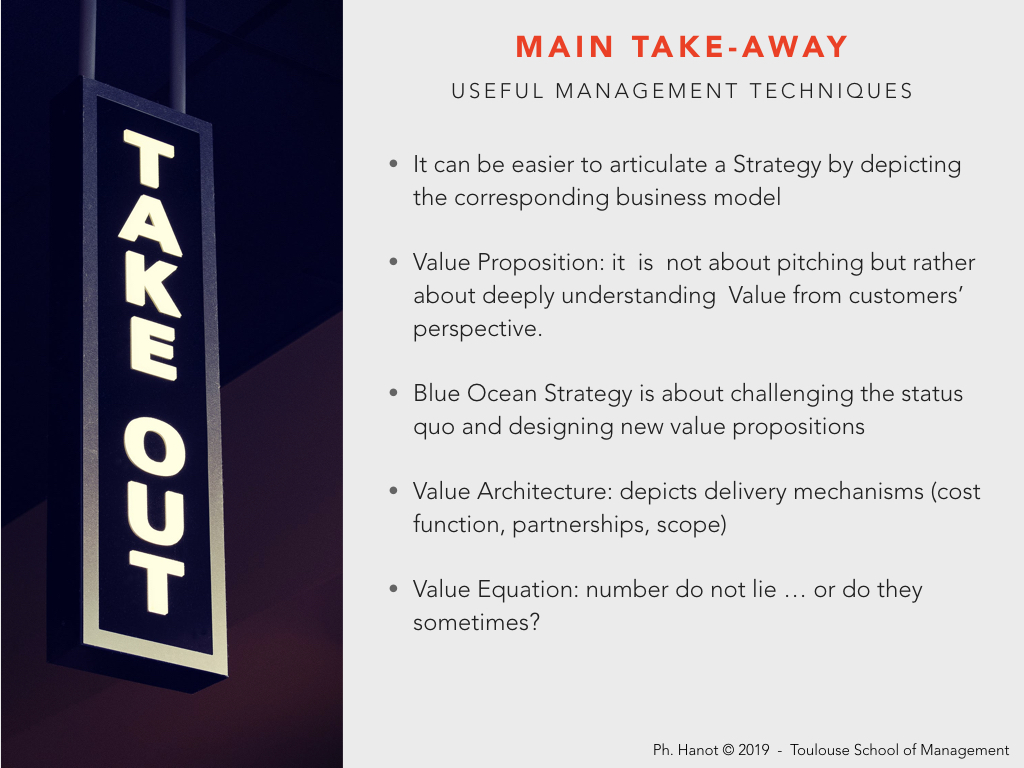 TAKE OUT
MAIN TAKE-AWAY
USEFUL MANAGEMENT TECHNIQUES
• It can be easier to articulate a Strategy by depicting
the corresponding business model
• Value Proposition: it  is  not about pitching but rather
about deeply understanding  Value from customers’
perspective.
• Blue Ocean Strategy is about challenging the status
quo and designing new value propositions
• Value Architecture: depicts delivery mechanisms (cost
function, partnerships, scope)
• Value Equation: number do not lie … or do they
sometimes?
Ph. Hanot © 2019  -  Toulouse School of Management